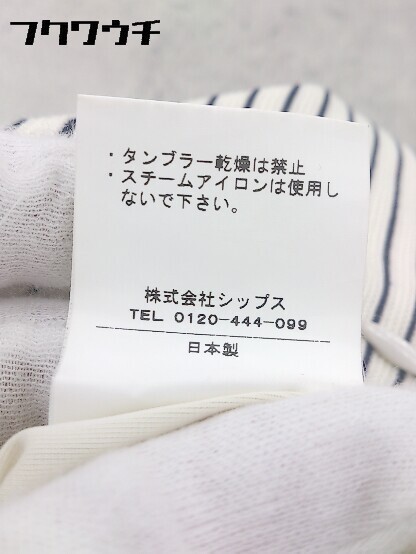 フクワウチ
・タンブラー乾燥は禁止
・スチームアイロンは使用し
ないで下さい。
株式会社シップス
TEL 0120-444-099
日本製